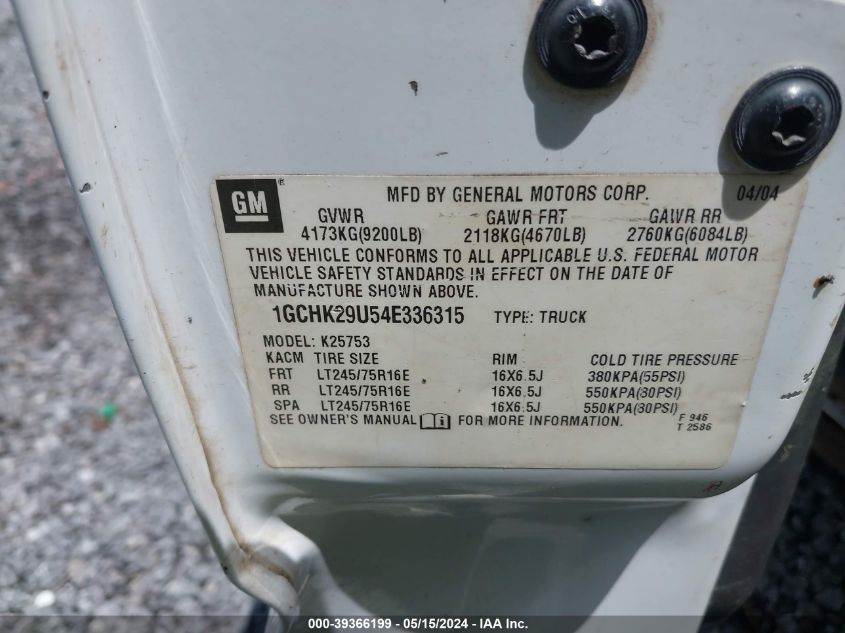 GM ® MFD BY GENERAL MOTORS CORP. 04/04
GVWR GAWR FRT GAWR RR
4173KG(9200LB) 2118KG(4670LB) 2760KG(6084LB)
THIS VEHICLE CONFORMS TO ALL APPLICABLE U.S. FEDERAL MOTOR
VEHICLE SAFETY STANDARDS IN EFFECT ON THE DATE OF
MANUFACTURE SHOWN ABOVE.
1GCHK29U54E336315 TYPE: TRUCK
MODEL: K25753
KACM TIRE SIZE RIM COLD TIRE PRESSURE
FRT LT245/75R16E 16X6.5J 380KPA(55PSI)
RR LT245/75R16E 16X6.5J 550KPA(80PSI)
SPA LT245/75R16E 16X6.5J 550KPA(80PSI)
SEE OWNER'S MANUAL FOR MORE INFORMATION.
F 946
T 2586
000-39366199 - 05/15/2024 - IAA Inc.